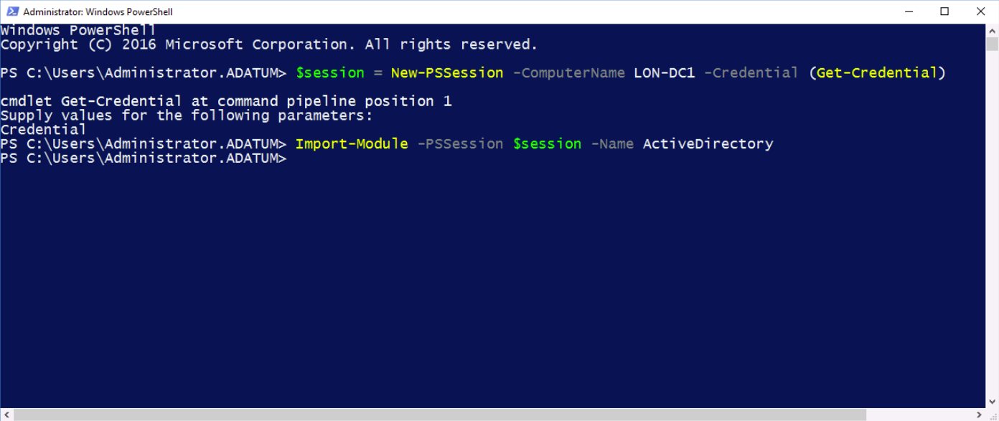 Administrator: Windows PowerShell
Windows PowerShell
Copyright (C) 2016 Microsoft Corporation. All rights reserved.
PS C:\Users\Administrator.ADATUM> $session = New-PSSession -ComputerName LON-DC1 -Credential (Get-Credential)
cmdlet Get-Credential at command pipeline position 1
Supply values for the following parameters:
Credential
PS C:\Users\Administrator.ADATUM> Import-Module -PSSession $session -Name ActiveDirectory
PS C:\Users\Administrator.ADATUM>